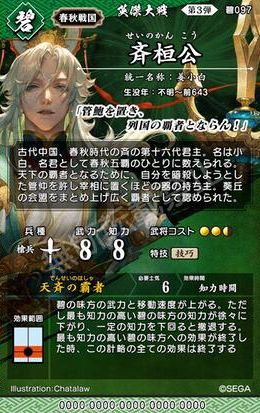 碧
春秋戦国
英傑大戦
第3弾
碧097
せいのかん こう
斉桓公
統一名称：姜小白
生没年：不明～前643
「管鮑を置き、
列国の覇者とならん！」
古代中国、春秋時代の斉の第十六代君主。名は小
白。名君として春秋五覇のひとりに数えられる。
天下の覇者となるために、自分を暗殺しようとし
た管仲を許し宰相に置くほどの器の持ち主。葵丘
の会盟をまとめ上げ広く覇者として認められた。
兵種 武力 知力 武将コスト
槍兵 8 8 特技 技巧
てんせいのはしゃ
天斉の覇者
必要士気 6
効果時間 知力時間
効果範囲
碧の味方の武力と移動速度が上がる。ただ
し最も知力の高い碧の味方の知力が徐々に
下がり、一定の知力を下回ると撤退する。
最も知力の高い碧の味方への効果が終了し
た時、この計略の全ての効果は終了する
Illustration:Chatalaw
©SEGA
0000-0000-0000-0000-0000